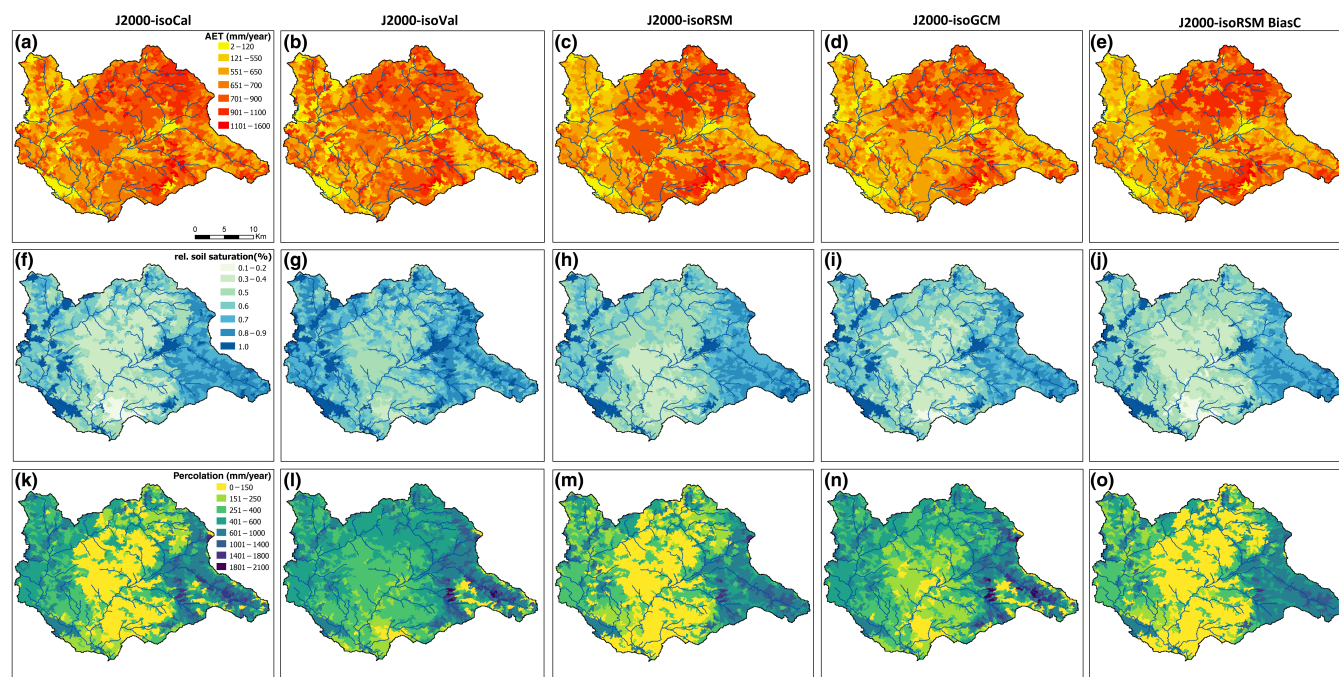 J2000-isoCal J2000-isoVal J2000-isoRSM J2000-isoGCM J2000-isoRSM BiasC
(a) AET (mm/year) (b) (c) (d) (e)
2 – 120
121 – 550
551 – 650
651 – 700
701 – 900
901 – 1100
1101 – 1600
0 5 10
Km
(f) rel. soil saturation(%) (g) (h) (i) (j)
0.1 – 0.2
0.3 – 0.4
0.5
0.6
0.7
0.8 – 0.9
1.0
(k) Percolation (mm/year) (l) (m) (n) (o)
0 – 150
151 – 250
251 – 400
401 – 600
601 – 1000
1001 – 1400
1401 – 1800
1801 – 2100